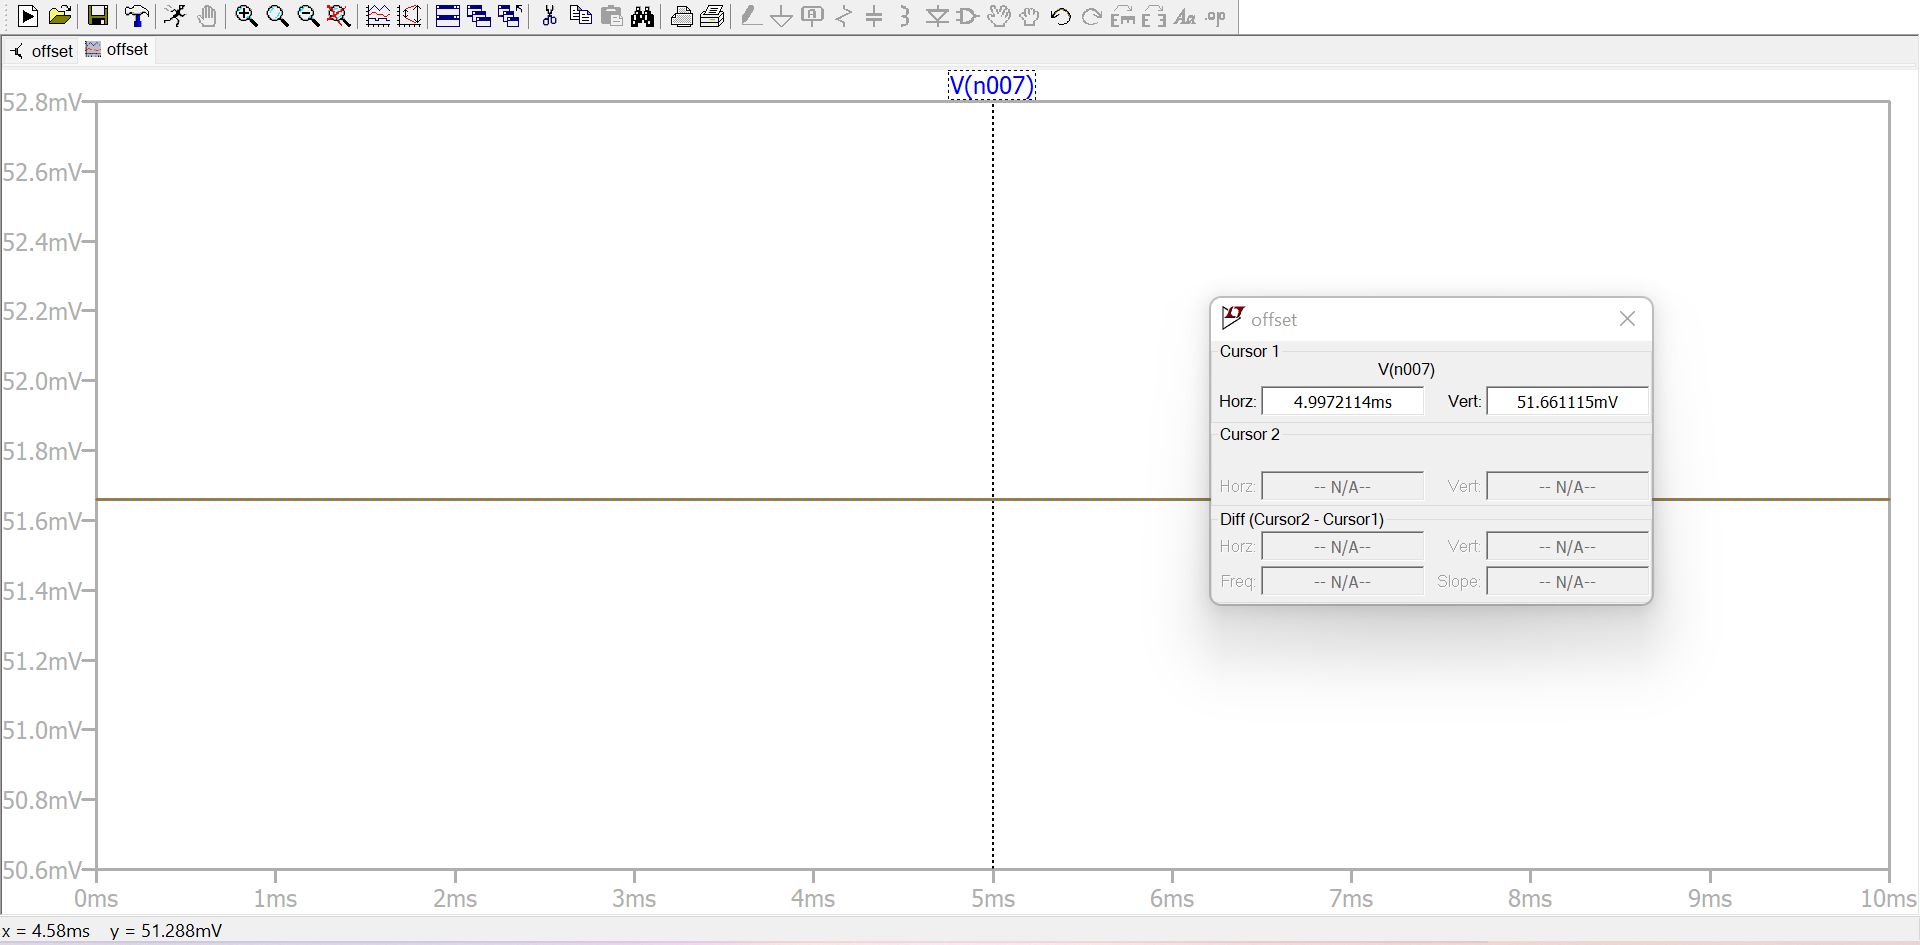 offset
offset
V(n007)
52.8mV
52.6mV
52.4mV
52.2mV
52.0mV
51.8mV
51.6mV
51.4mV
51.2mV
51.0mV
50.8mV
50.6mV
0ms 1ms 2ms 3ms 4ms 5ms 6ms 7ms 8ms 9ms 10ms
offset
Cursor 1
V(n007)
Horz: 4.9972114ms Vert: 51.661115mV
Cursor 2
Horz: -- N/A-- Vert: -- N/A--
Diff (Cursor2 - Cursor1)
Horz: -- N/A-- Vert: -- N/A--
Freq: -- N/A-- Slope: -- N/A--
x = 4.58ms y = 51.288mV
Aa .op